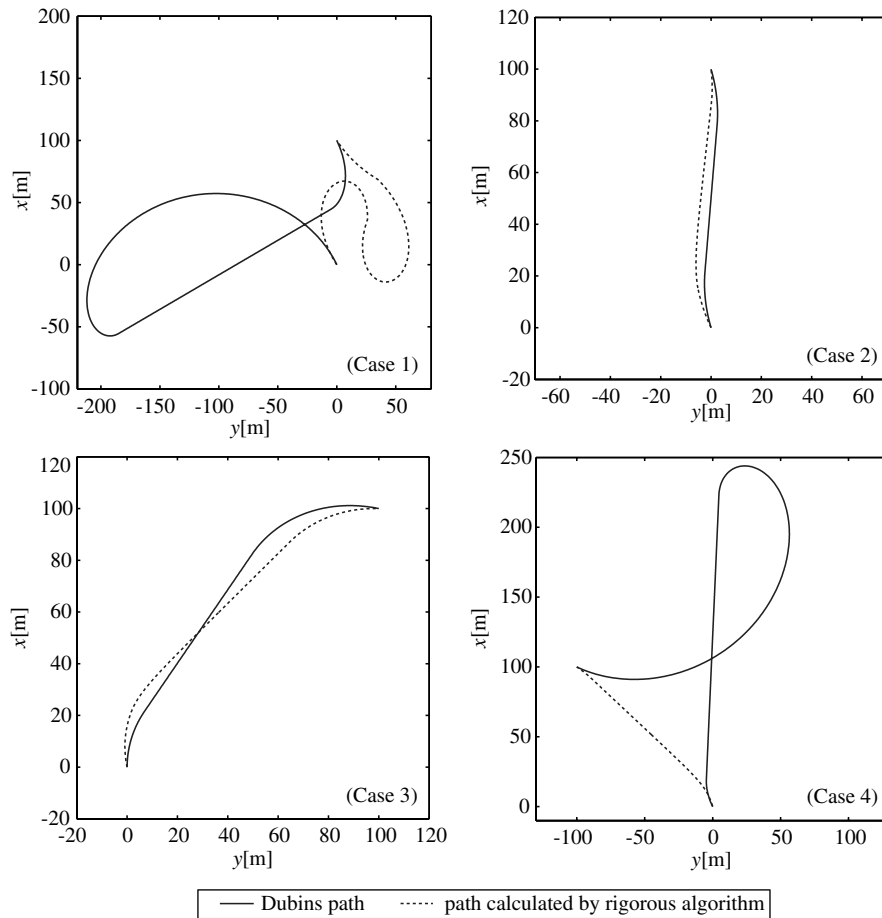 200
150
100
50
0
-50
-100
-200 -150 -100 -50 0 50
x[m]
y[m]
(Case 1)
120
100
80
60
40
20
0
-20
-60 -40 -20 0 20 40 60
x[m]
y[m]
(Case 2)
120
100
80
60
40
20
0
-20
-20 0 20 40 60 80 100 120
x[m]
y[m]
(Case 3)
250
200
150
100
50
0
-100 -50 0 50 100
x[m]
y[m]
(Case 4)
Dubins path path calculated by rigorous algorithm